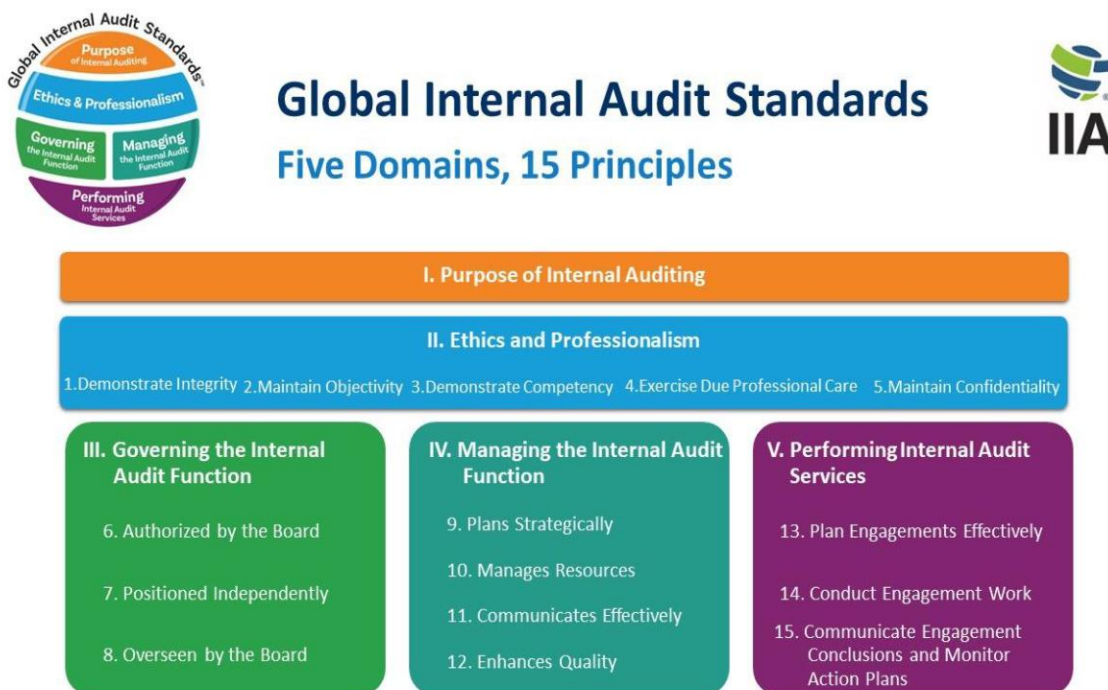 Global Internal Audit Standards™
Purpose
of Internal Auditing
Ethics & Professionalism
Governing
the Internal Audit
Function
Managing
the Internal Audit
Function
Performing
Internal Audit
Services
Global Internal Audit Standards
Five Domains, 15 Principles
®
IIA
I. Purpose of Internal Auditing
II. Ethics and Professionalism
1.Demonstrate Integrity 2.Maintain Objectivity 3.Demonstrate Competency 4.Exercise Due Professional Care 5.Maintain Confidentiality
III. Governing the Internal
Audit Function
6. Authorized by the Board
7. Positioned Independently
8. Overseen by the Board
IV. Managing the Internal Audit
Function
9. Plans Strategically
10. Manages Resources
11. Communicates Effectively
12. Enhances Quality
V. Performing Internal Audit
Services
13. Plan Engagements Effectively
14. Conduct Engagement Work
15. Communicate Engagement
Conclusions and Monitor
Action Plans